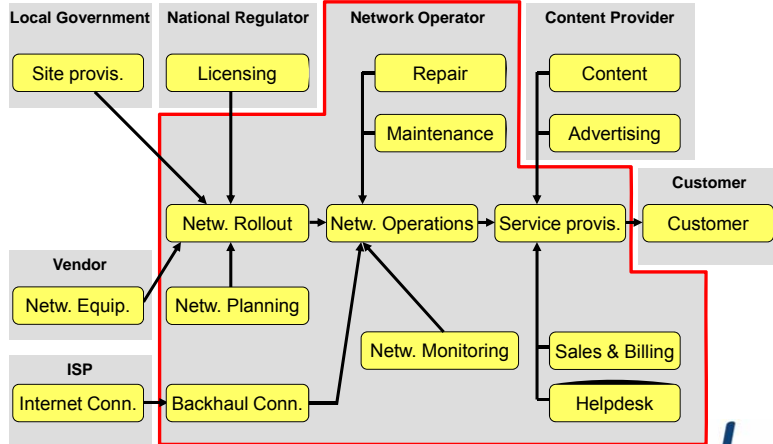 Local Government
National Regulator
Network Operator
Content Provider
Site provis.
Licensing
Repair
Content
Maintenance
Advertising
Customer
Netw. Rollout
Netw. Operations
Service provis.
Customer
Vendor
Netw. Equip.
Netw. Planning
Netw. Monitoring
Sales & Billing
ISP
Internet Conn.
Backhaul Conn.
Helpdesk